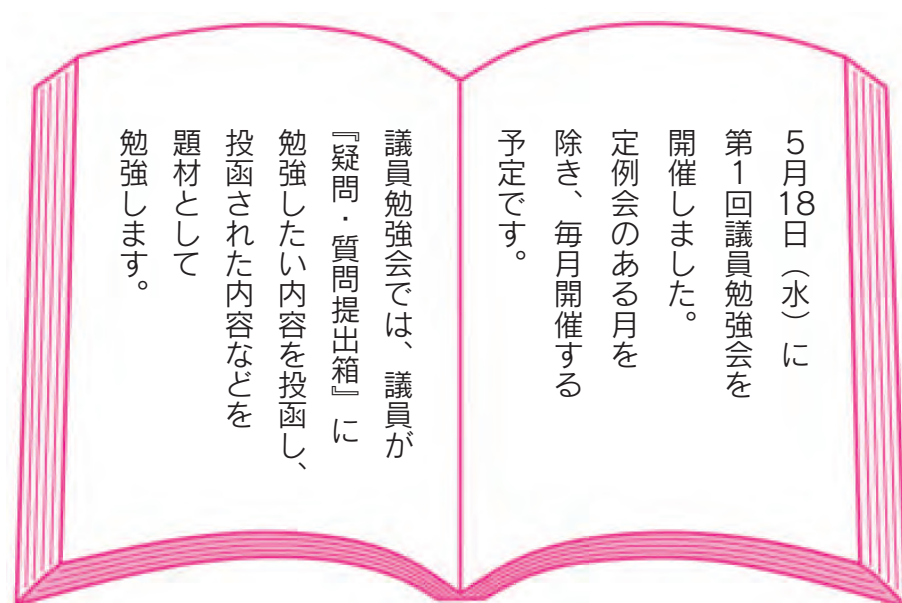 5月18日（水）に
第1回議員勉強会を
開催しました。
定例会のある月を
除き、毎月開催する
予定です。
議員勉強会では、議員が
『疑問・質問提出箱』に
勉強したい内容を投函し、
投函された内容などを
題材として
勉強します。